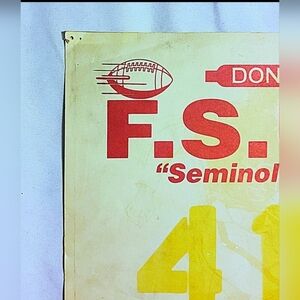 DON
F.S.
“Seminol
41